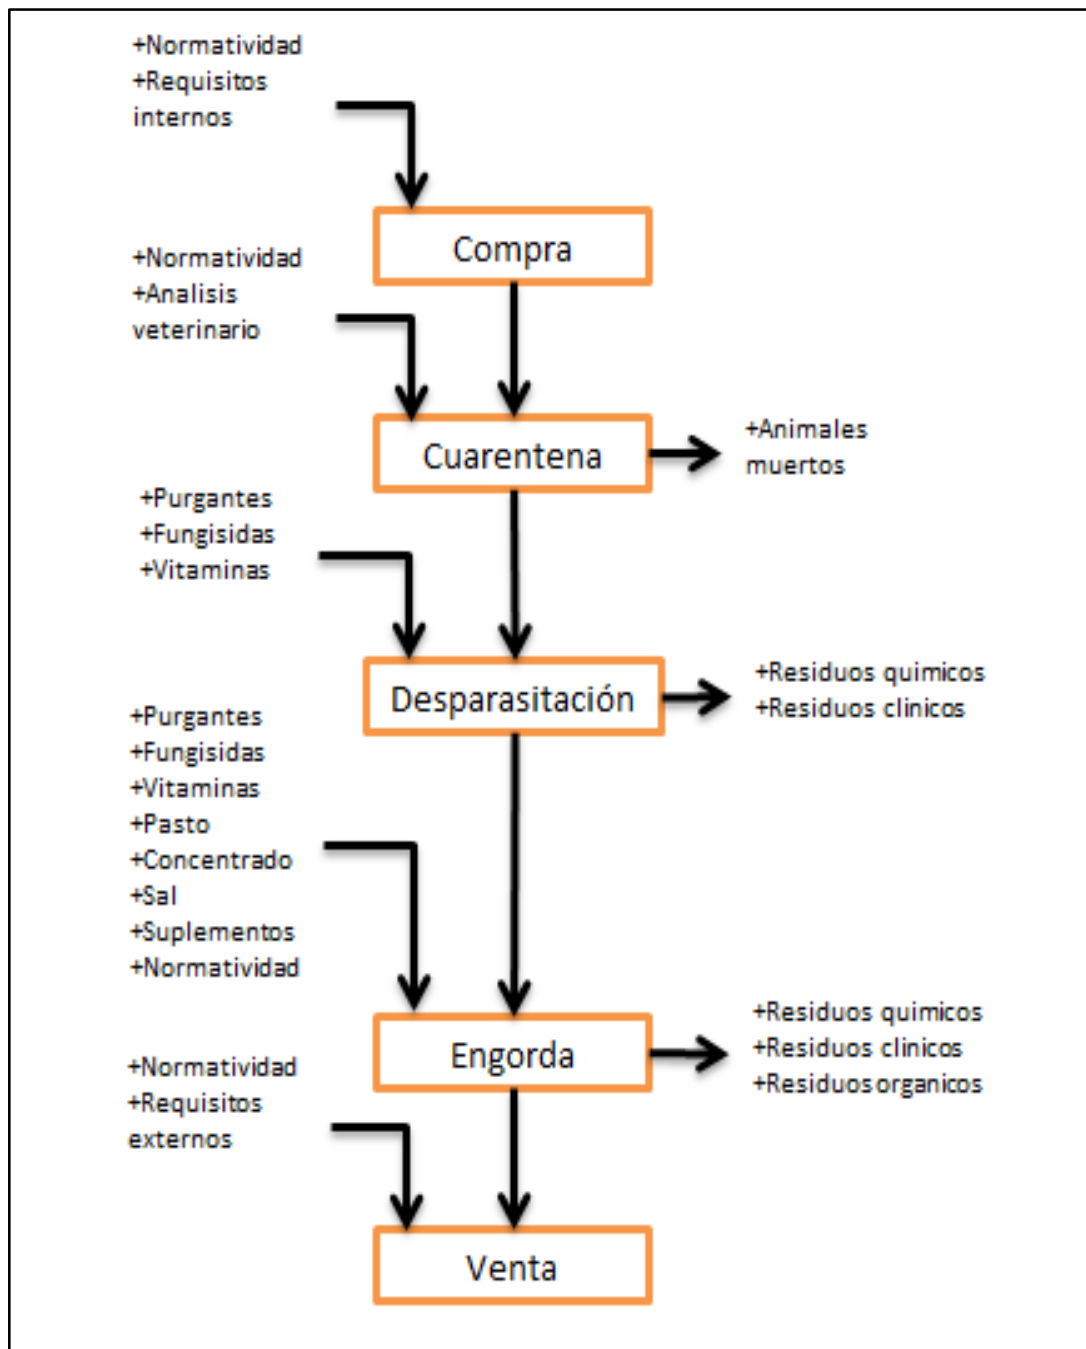 +Normatividad
+Requisitos
internos
Compra
+Normatividad
+Analisis
veterinario
Cuarentena
+Animales
muertos
+Purgantes
+Fungisidas
+Vitaminas
Desparasitación
+Residuos quimicos
+Residuos clinicos
+Purgantes
+Fungisidas
+Vitaminas
+Pasto
+Concentrado
+Sal
+Suplementos
+Normatividad
Engorda
+Residuos quimicos
+Residuos clinicos
+Residuos organicos
+Normatividad
+Requisitos
externos
Venta